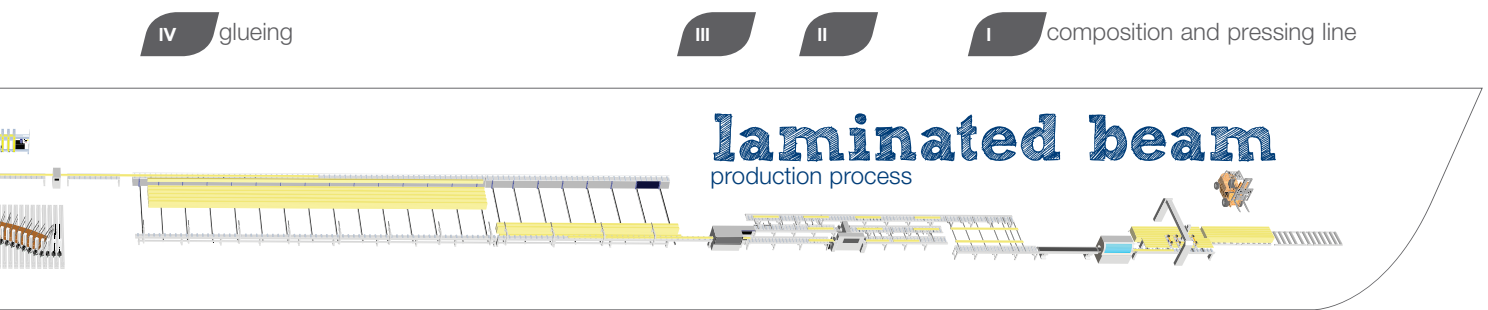 IV glueing
III
II
I composition and pressing line
laminated beam
production process